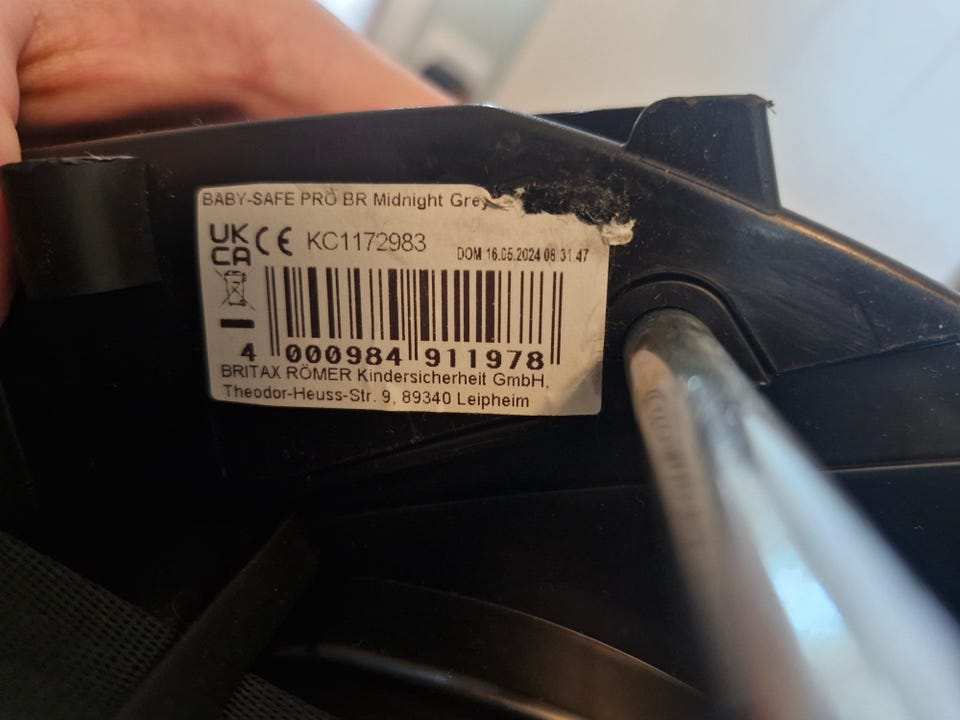 BABY-SAFE PRO BR Midnight Grey
UK
CA
CE
KC1172983
DOM 16.05.2024 08:31:47
4 000984 911978
BRITAX RÖMER Kindersicherheit GmbH,
Theodor-Heuss-Str. 9, 89340 Leipheim